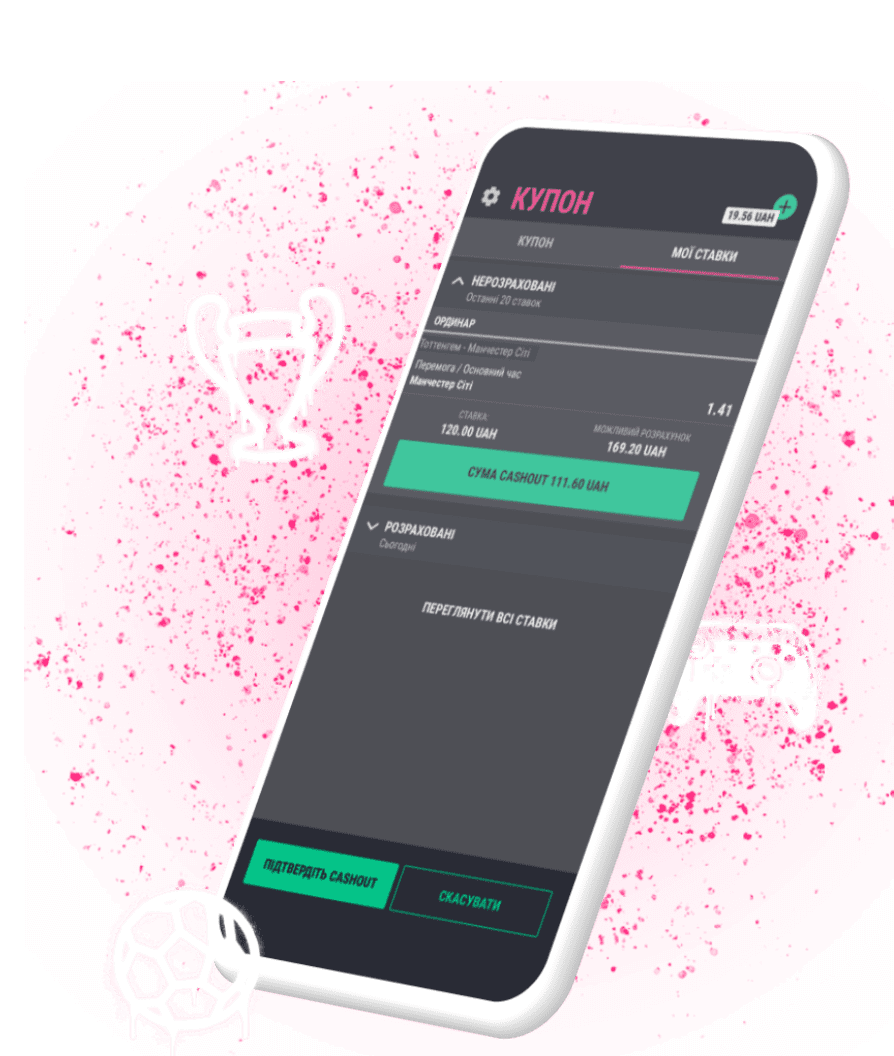 КУПОН
19.56 UAH
КУПОН
МОЇ СТАВКИ
НЕРОЗРАХОВАНІ
Останні 20 ставок
ОРДИНАР
Тоттенгем - Манчестер Сіті
Перемога / Основний час
Манчестер Сіті
1.41
СТАВКА:
120.00 UAH
МОЖЛИВИЙ РОЗРАХУНОК
169.20 UAH
СУМА CASHOUT 111.60 UAH
РОЗРАХОВАНІ
Сьогодні
ПЕРЕГЛЯНУТИ ВСІ СТАВКИ
ПІДТВЕРДІТЬ CASHOUT
СКАСУВАТИ